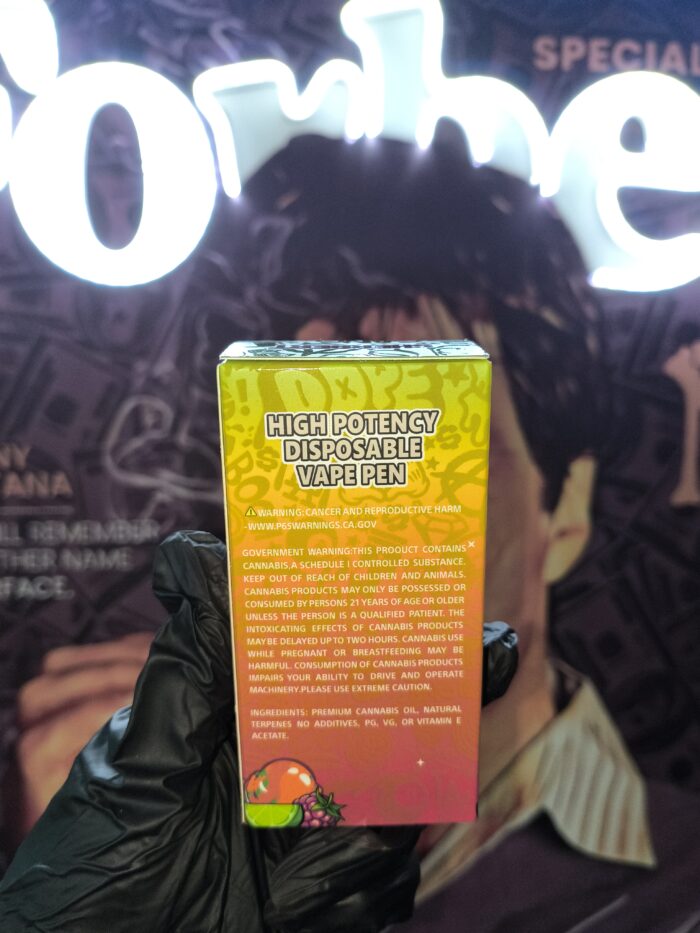 orbe
SPECIAL
HIGH POTENCY
DISPOSABLE
VAPE PEN
WARNING:CANCER AND REPRODUCTIVE HARM
-WWW.P65WARNINGS.CA.GOV
GOVERNMENT WARNING:THIS PRODUCT CONTAINS
CANNABIS,A SCHEDULE I CONTROLLED SUBSTANCE.
KEEP OUT OF REACH OF CHILDREN AND ANIMALS.
CANNABIS PRODUCTS MAY ONLY BE POSSESSED OR
CONSUMED BY PERSONS 21 YEARS OF AGE OR OLDER
UNLESS THE PERSON IS A QUALIFIED PATIENT. THE
INTOXICATING EFFECTS OF CANNABIS PRODUCTS
MAY BE DELAYED UP TO TWO HOURS. CANNABIS USE
WHILE PREGNANT OR BREASTFEEDING MAY BE
HARMFUL. CONSUMPTION OF CANNABIS PRODUCTS
IMPAIRS YOUR ABILITY TO DRIVE AND OPERATE
MACHINERY.PLEASE USE EXTREME CAUTION.
INGREDIENTS: PREMIUM CANNABIS OIL, NATURAL
TERPENES NO ADDITIVES, PG, VG, OR VITAMIN E
ACETATE.
NY
TANA
LL REMEMBER
THER NAME
RFACE.